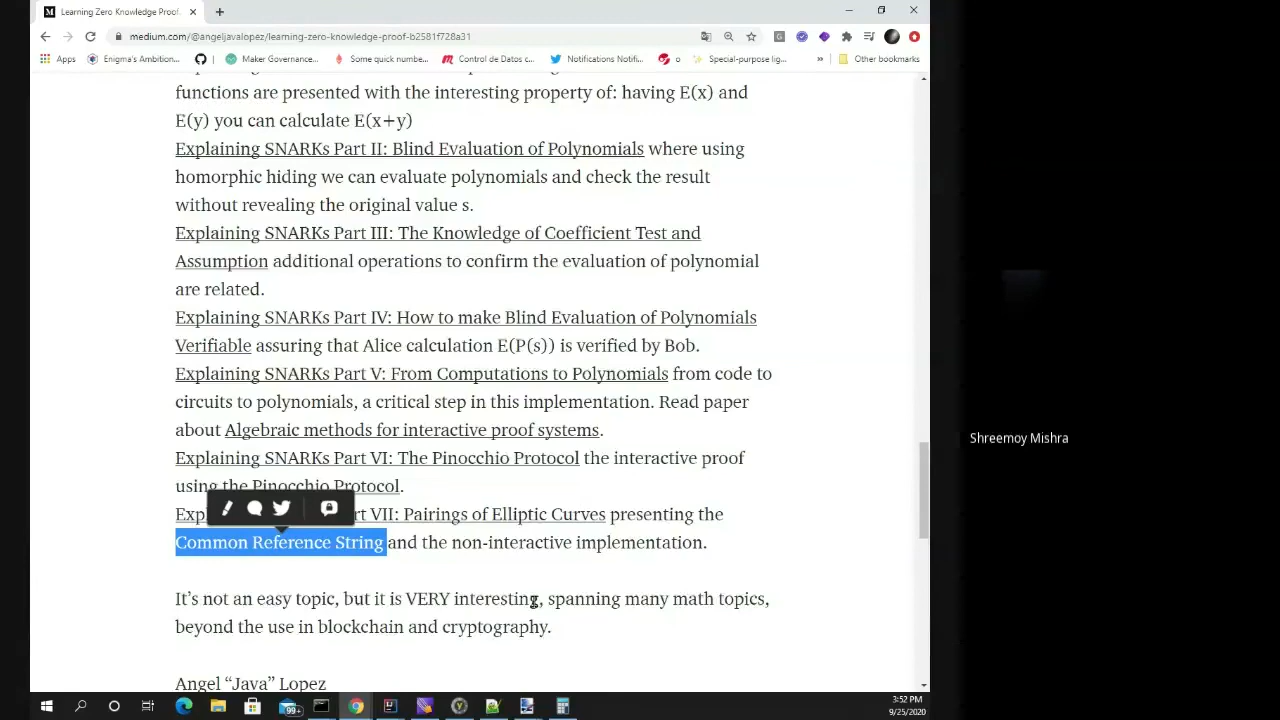 Learning Zero Knowledge Proof.
medium.com/@angeljavalopez/learning-zero-knowledge-proof-b2581f728a31
Apps Enigma's Ambition... Maker Governance... Some quick numbe... Control de Datos c... Notifications Notifi... o Special-purpose lig... » Other bookmarks
functions are presented with the interesting property of: having E(x) and
E(y) you can calculate E(x+y)
Explaining SNARKs Part II: Blind Evaluation of Polynomials where using
homorphic hiding we can evaluate polynomials and check the result
without revealing the original value s.
Explaining SNARKs Part III: The Knowledge of Coefficient Test and
Assumption additional operations to confirm the evaluation of polynomial
are related.
Explaining SNARKs Part IV: How to make Blind Evaluation of Polynomials
Verifiable assuring that Alice calculation E(P(s)) is verified by Bob.
Explaining SNARKs Part V: From Computations to Polynomials from code to
circuits to polynomials, a critical step in this implementation. Read paper
about Algebraic methods for interactive proof systems.
Explaining SNARKs Part VI: The Pinocchio Protocol the interactive proof
using the Pinocchio Protocol.
Exp rt VII: Pairings of Elliptic Curves presenting the
Common Reference String and the non-interactive implementation.
It's not an easy topic, but it is VERY interesting, spanning many math topics,
beyond the use in blockchain and cryptography.
Angel “Java” Lopez
Shreemoy Mishra
99+
3:52 PM
9/25/2020